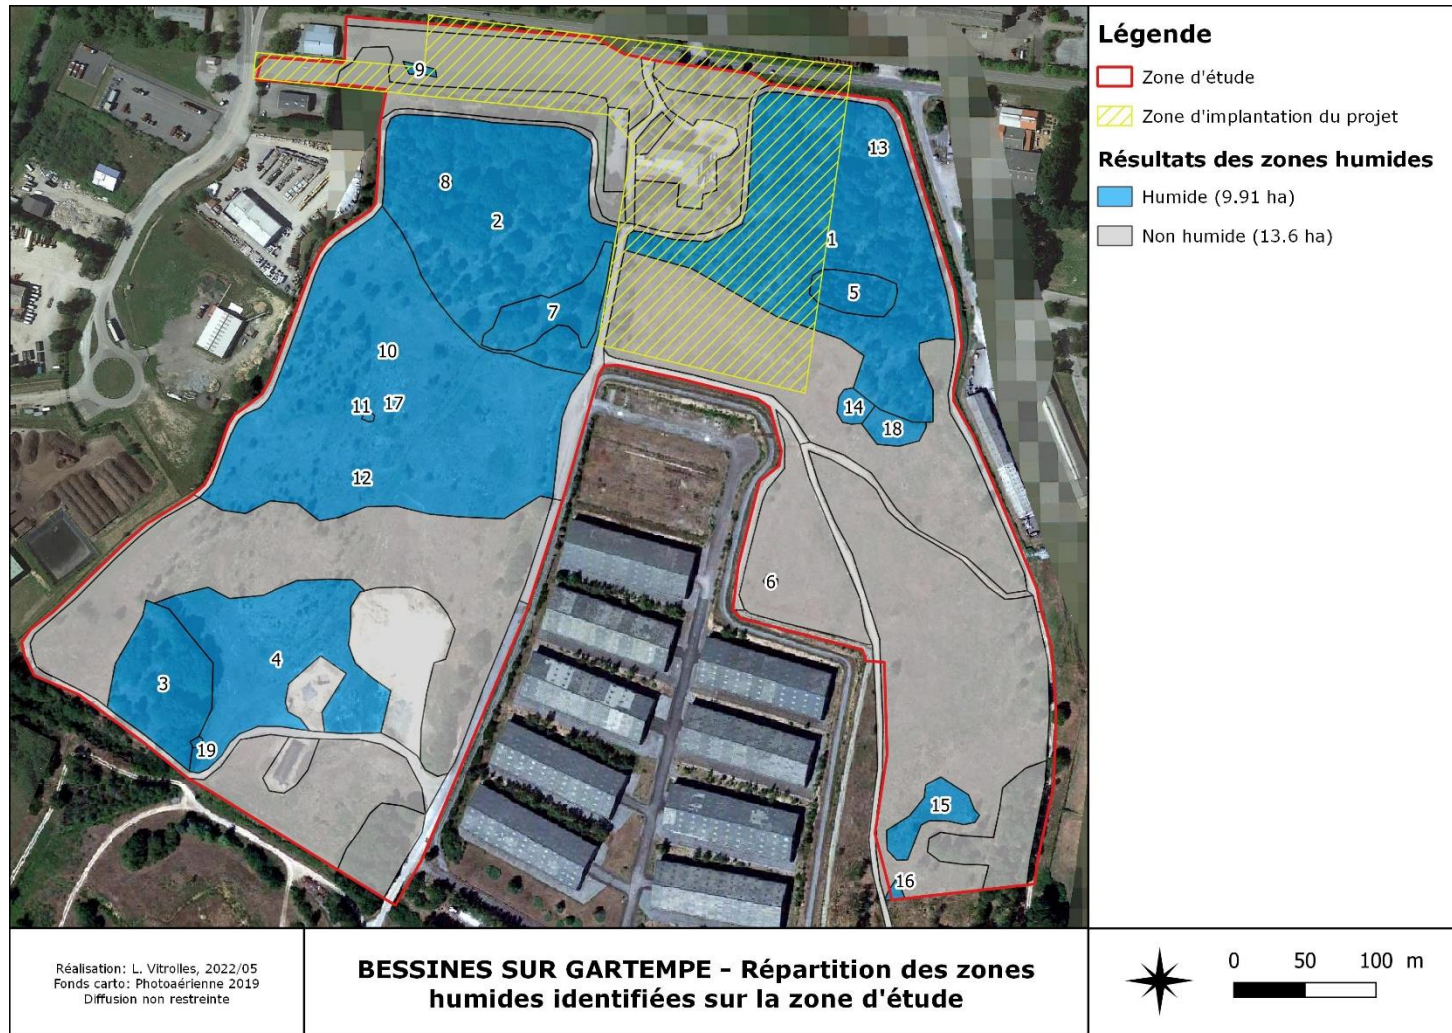 9
13
8
2
1
5
7
10
11
17
14
18
12
6
3
4
19
15
16
Légende
Zone d'étude
Zone d'implantation du projet
Résultats des zones humides
Humide (9.91 ha)
Non humide (13.6 ha)
Réalisation: L. Vitrolles, 2022/05
Fonds carto: Photoaérienne 2019
Diffusion non restreinte
BESSINES SUR GARTEMPE - Répartition des zones
humides identifiées sur la zone d'étude
0 50 100 m